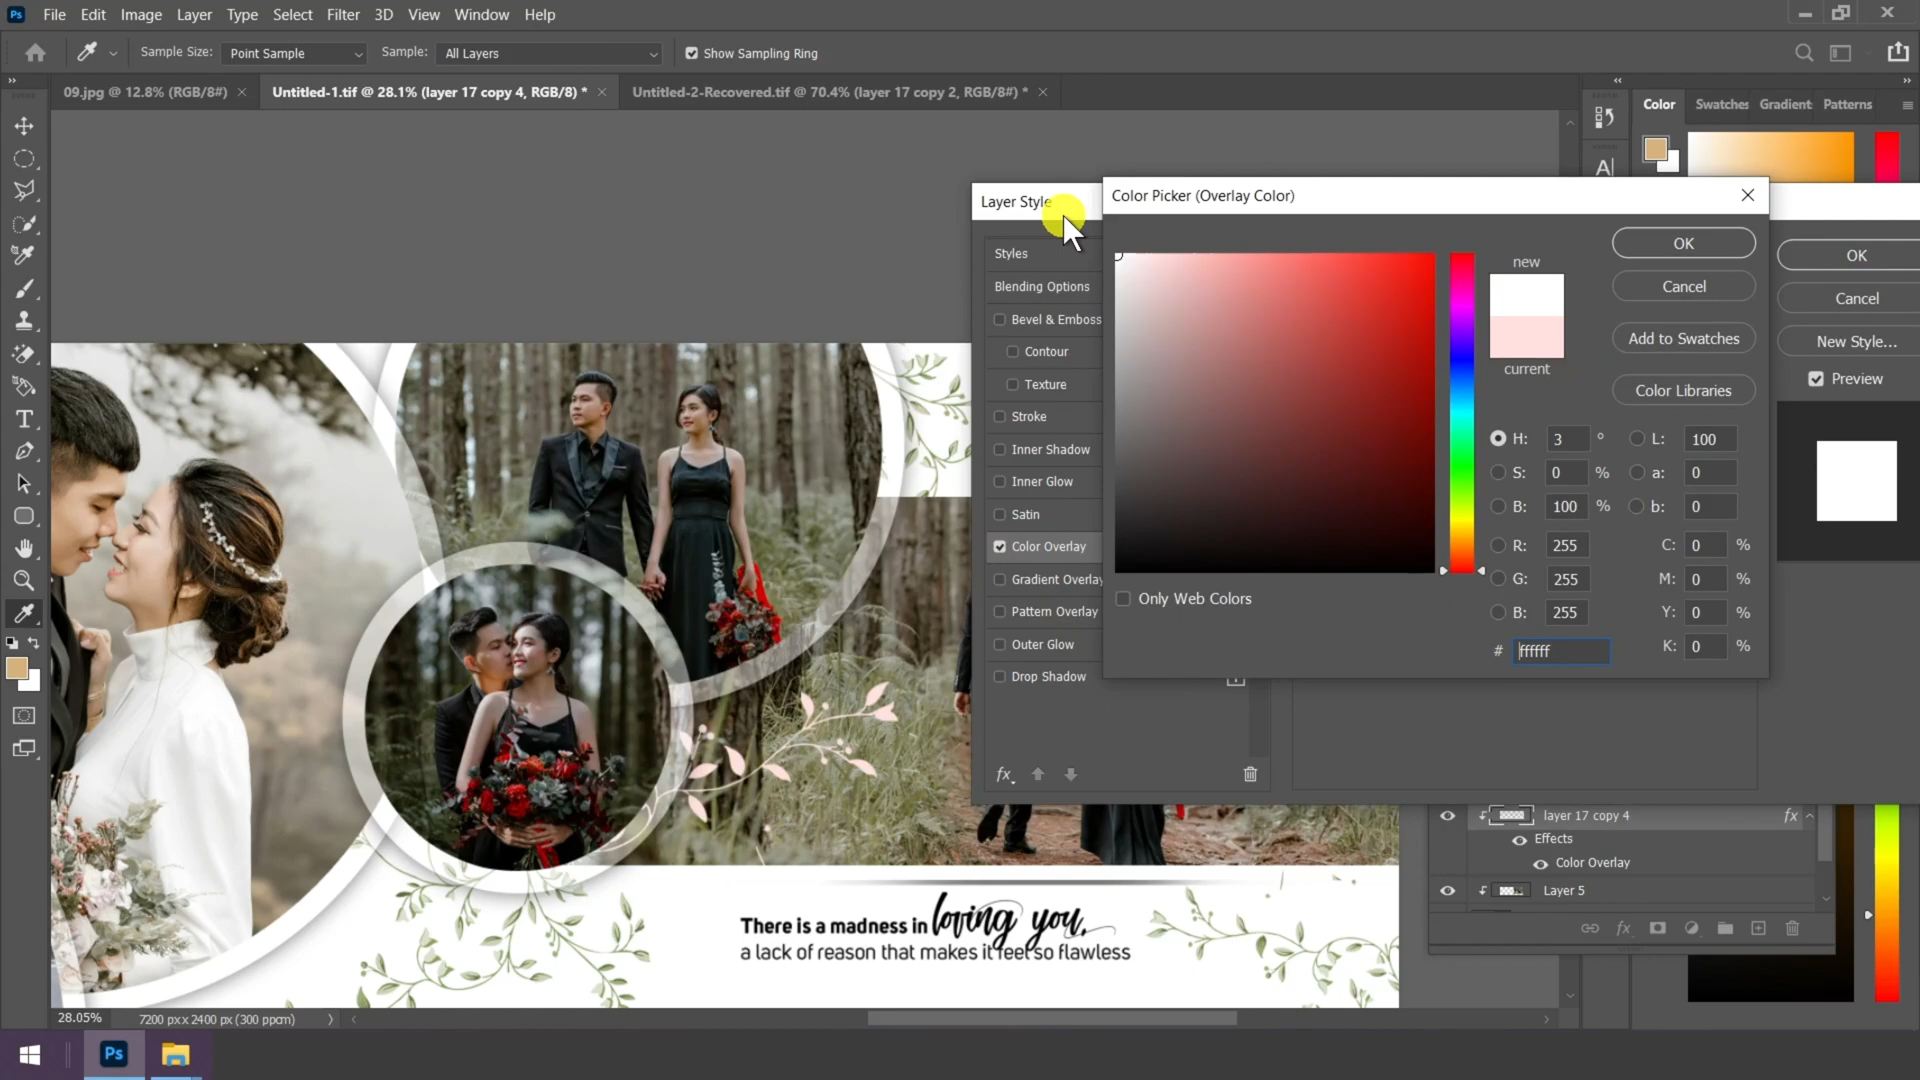 Ps File Edit Image Layer Type Select Filter 3D View Window Help
Sample Size: Point Sample Sample: All Layers Show Sampling Ring
09.jpg @ 12.8% (RGB/8#) × Untitled-1.tif @ 28.1% (layer 17 copy 4, RGB/8) * × Untitled-2-Recovered.tif @ 70.4% (layer 17 copy 2, RGB/8#) * ×
Color Swatches Gradient Patterns
Layer Style
Color Picker (Overlay Color)
Styles
Blending Options
Bevel & Emboss
Contour
Texture
Stroke
Inner Shadow
Inner Glow
Satin
Color Overlay
Gradient Overlay
Pattern Overlay
Outer Glow
Drop Shadow
fx
new
current
Only Web Colors
OK
Cancel
Add to Swatches
Color Libraries
H: 3 ° L: 100
S: 0 % a: 0
B: 100 % b: 0
R: 255 C: 0 %
G: 255 M: 0 %
B: 255 Y: 0 %
# ffffff K: 0 %
OK
Cancel
New Style...
Preview
layer 17 copy 4 fx
Effects
Color Overlay
Layer 5
fx
There is a madness in loving you,
a lack of reason that makes it feel so flawless
28.05% 7200 px x 2400 px (300 ppcm)
Ps